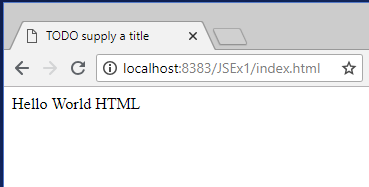 TODO supply a title
localhost:8383/JSEx1/index.html
Hello World HTML